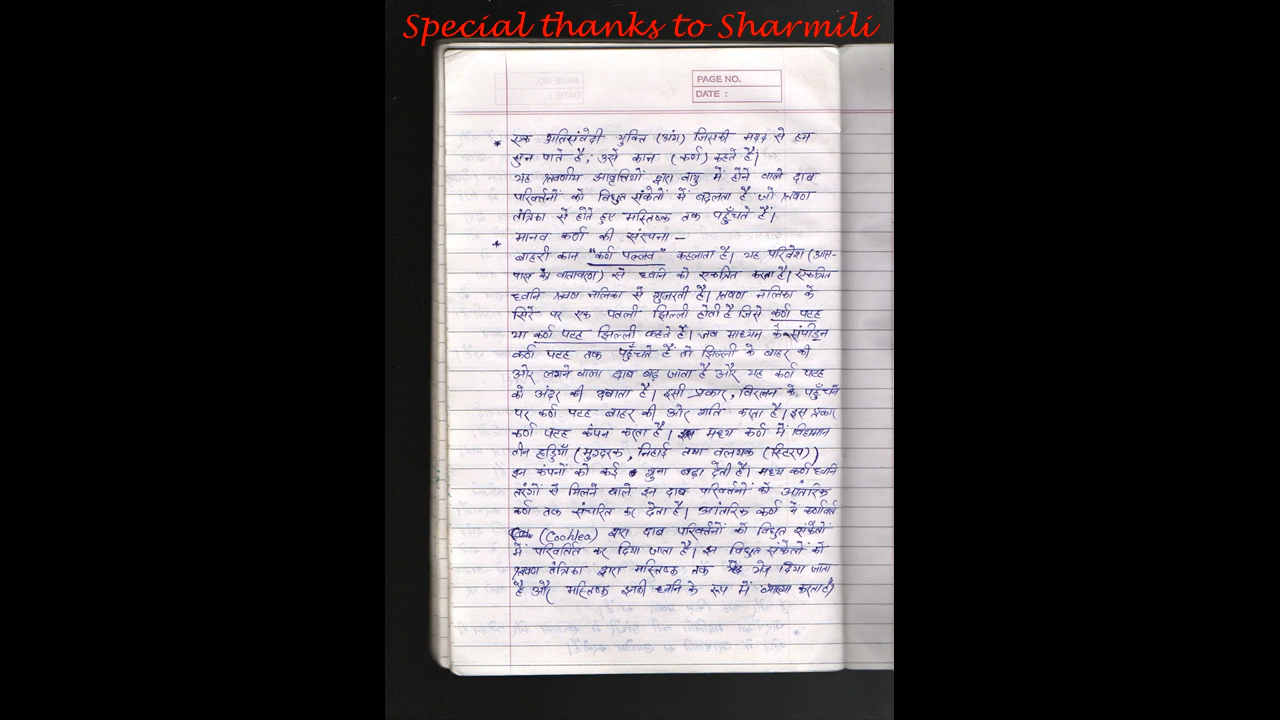 Special thanks to Sharmili
PAGE NO.
DATE :
* एक अतिसंवेदी युक्ति (अंग) जिसकी मदद से हम
सुन पाते है; उसे कान (कर्ण) कहते हैं।
यह श्रवणीय आवृत्तियों द्वारा वायु में होने वाले दाब
परिवर्तनों को विधुत संकेतों में बदलता है जो श्रवण
तंत्रिका से होते हुए मस्तिष्क तक पहुँचते हैं।
* मानव कर्ण की संरचना –
बाहरी कान "कर्ण पल्लव" कहलाता है। यह परिवेश (आस-
पास के वातावरण) से ध्वनि को एकत्रित करता है। एकत्रित
ध्वनि श्रवण नलिका से गुजरती है। श्रवण नलिका के
सिरे पर एक पतली झिल्ली होती है जिसे कर्ण पटह
या कर्ण पटह झिल्ली कहते हैं। जब माध्यम के संपीडन
कर्ण पटह तक पहुँचते हैं तो झिल्ली के बाहर की
ओर लगने वाला दाब बढ़ जाता है और यह कर्ण पटह
को अंदर की दबाता है। इसी प्रकार, विरलन के पहुँचने
पर कर्ण पटह बाहर की ओर गति करता है। इस प्रकार
कर्ण पटह कंपन करता है। मध्य कर्ण में विद्यमान
तीन हड्डियाँ (मुग्दरक, निहाई तथा वलयक (स्टिरप))
इन कंपनों को कई गुना बढ़ा देती है। मध्य कर्ण ध्वनि
तरंगों से मिलने वाले इन दाब परिवर्तनों को आंतरिक
कर्ण तक संचरित कर देता है। आंतरिक कर्ण में कर्णावर्त
(Cochlea) द्वारा दाब परिवर्तनों को विधुत संकेतों
में परिवर्तित कर दिया जाता है। इन विधुत संकेतों को
श्रवण तंत्रिका द्वारा मस्तिष्क तक भेज दिया जाता
है और मस्तिष्क इनकी ध्वनि के रूप में व्याख्या करता है।